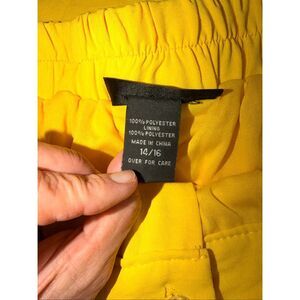 100% POLYESTER
LINING
100% POLYESTER
MADE IN CHINA
14/16
OVER FOR CARE